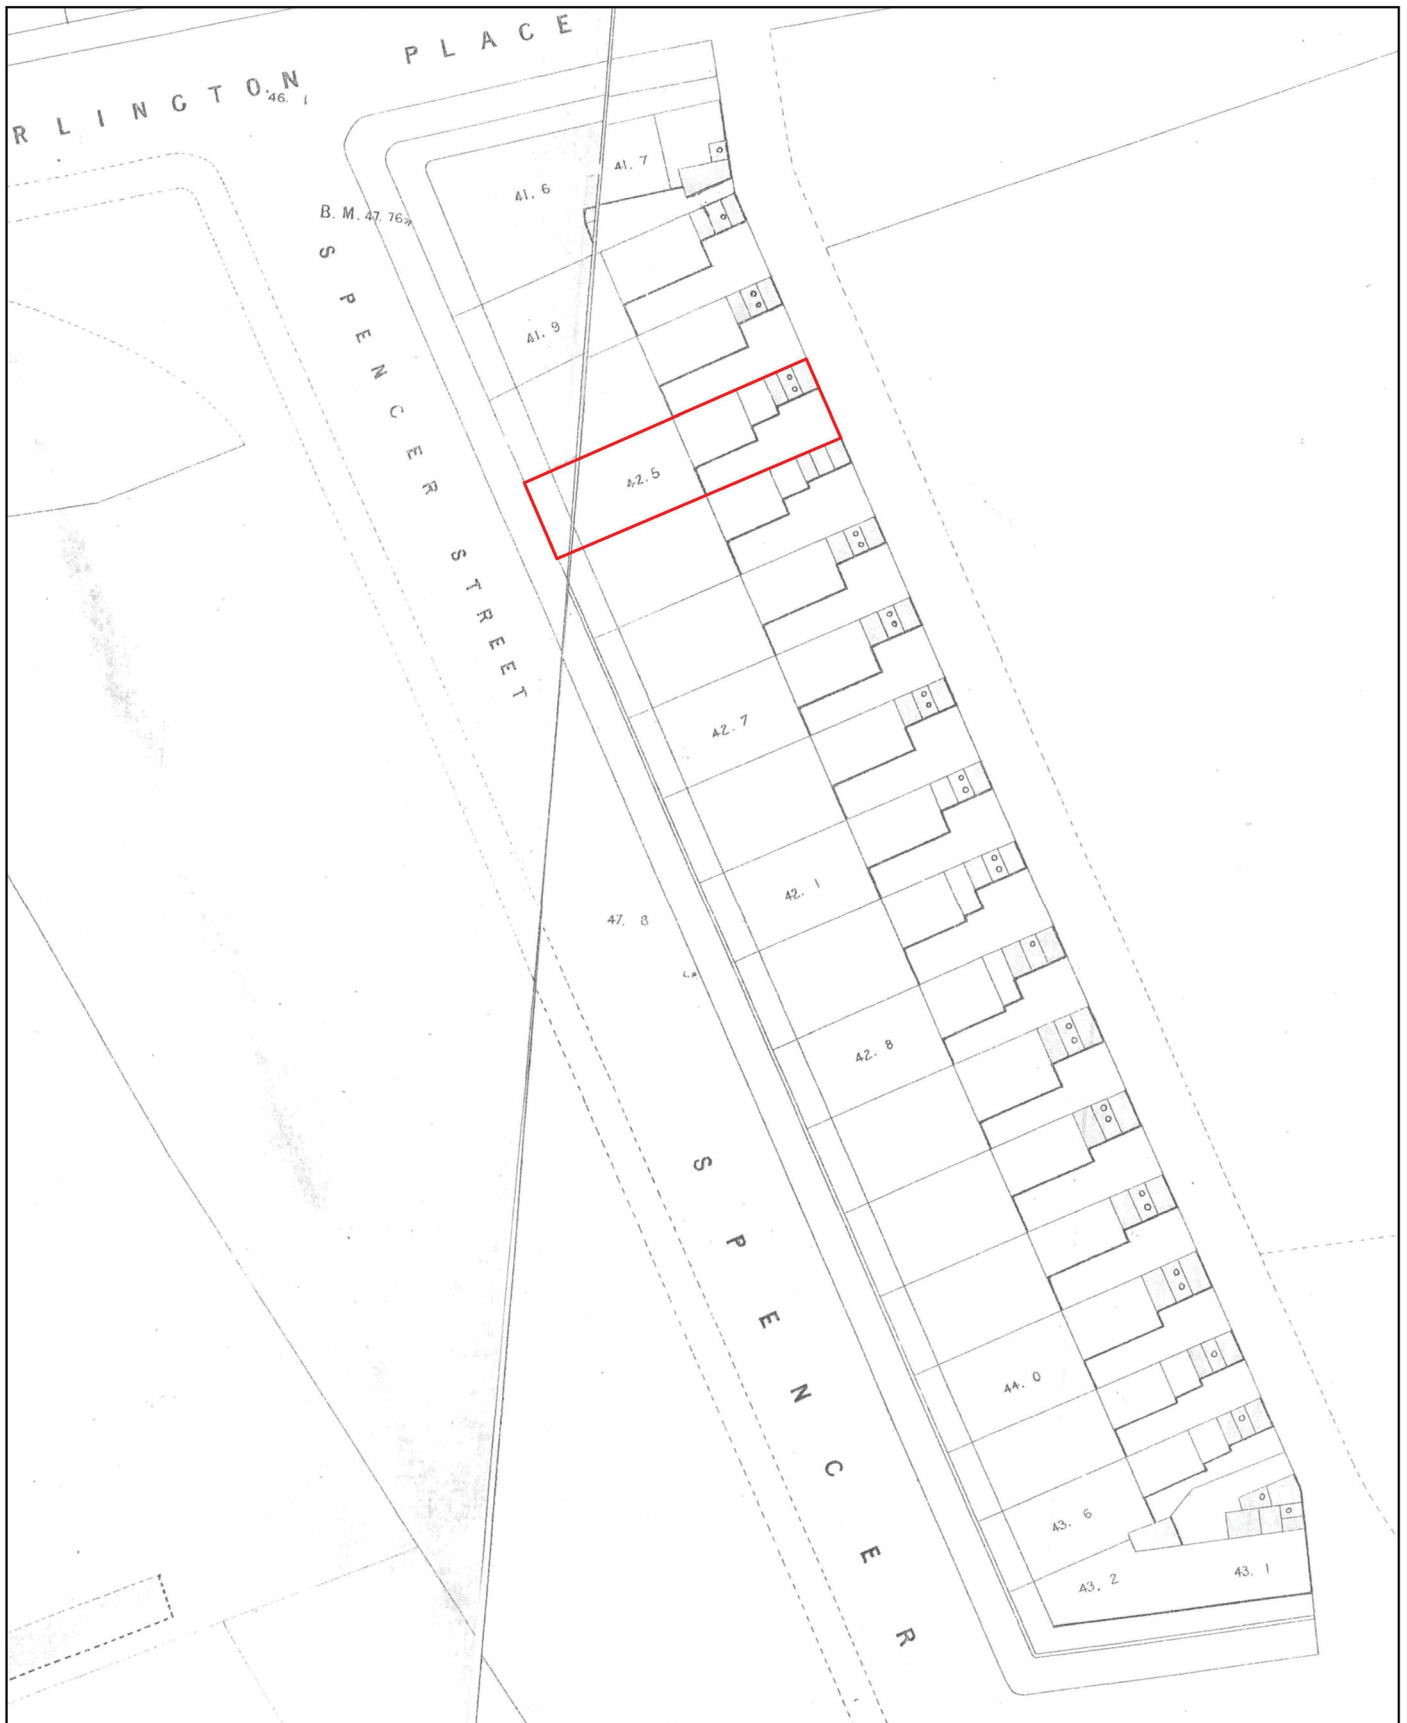 RLINGTON PLACE
46. 1
41. 7
41. 6
B. M. 47. 76
SPENCER STREET
41. 9
42. 5
42. 7
42. 1
47. 8
L.P
42. 8
SPENCER
44. 0
43. 6
43. 2
43. 1